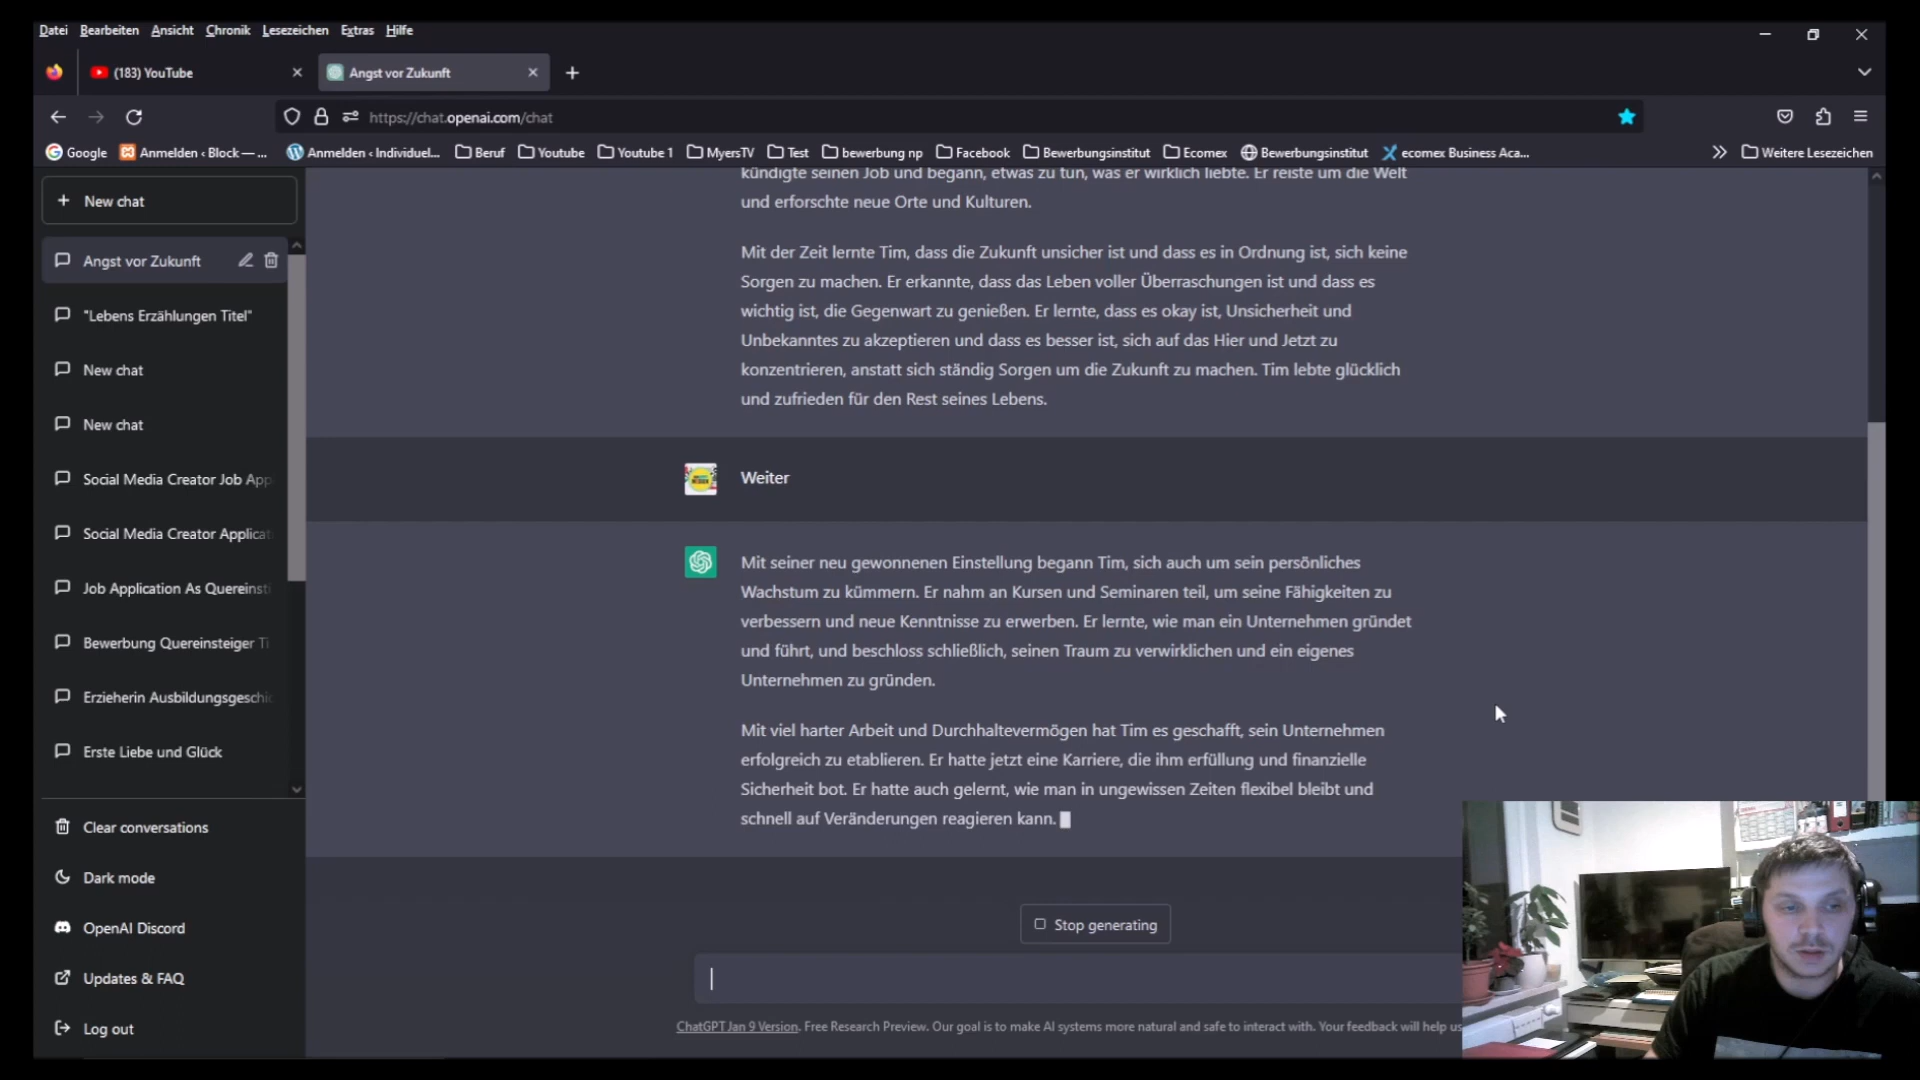 Datei Bearbeiten Ansicht Chronik Lesezeichen Extras Hilfe
(183) YouTube
Angst vor Zukunft
https://chat.openai.com/chat
Google
Anmelden ‹ Block — ...
Anmelden ‹ Individuel...
Beruf
Youtube
Youtube 1
MyersTV
Test
bewerbung np
Facebook
Bewerbungsinstitut
Ecomex
Bewerbungsinstitut
ecomex Business Aca...
Weitere Lesezeichen
New chat
Angst vor Zukunft
"Lebens Erzählungen Titel"
New chat
New chat
Social Media Creator Job App
Social Media Creator Applicat
Job Application As Quereinsti
Bewerbung Quereinsteiger Ti
Erzieherin Ausbildungsgeschic
Erste Liebe und Glück
Clear conversations
Dark mode
OpenAI Discord
Updates & FAQ
Log out
kündigte seinen Job und begann, etwas zu tun, was er wirklich liebte. Er reiste um die Welt
und erforschte neue Orte und Kulturen.
Mit der Zeit lernte Tim, dass die Zukunft unsicher ist und dass es in Ordnung ist, sich keine
Sorgen zu machen. Er erkannte, dass das Leben voller Überraschungen ist und dass es
wichtig ist, die Gegenwart zu genießen. Er lernte, dass es okay ist, Unsicherheit und
Unbekanntes zu akzeptieren und dass es besser ist, sich auf das Hier und Jetzt zu
konzentrieren, anstatt sich ständig Sorgen um die Zukunft zu machen. Tim lebte glücklich
und zufrieden für den Rest seines Lebens.
Weiter
Mit seiner neu gewonnenen Einstellung begann Tim, sich auch um sein persönliches
Wachstum zu kümmern. Er nahm an Kursen und Seminaren teil, um seine Fähigkeiten zu
verbessern und neue Kenntnisse zu erwerben. Er lernte, wie man ein Unternehmen gründet
und führt, und beschloss schließlich, seinen Traum zu verwirklichen und ein eigenes
Unternehmen zu gründen.
Mit viel harter Arbeit und Durchhaltevermögen hat Tim es geschafft, sein Unternehmen
erfolgreich zu etablieren. Er hatte jetzt eine Karriere, die ihm erfüllung und finanzielle
Sicherheit bot. Er hatte auch gelernt, wie man in ungewissen Zeiten flexibel bleibt und
schnell auf Veränderungen reagieren kann.
Stop generating
ChatGPT Jan 9 Version. Free Research Preview. Our goal is to make AI systems more natural and safe to interact with. Your feedback will help us